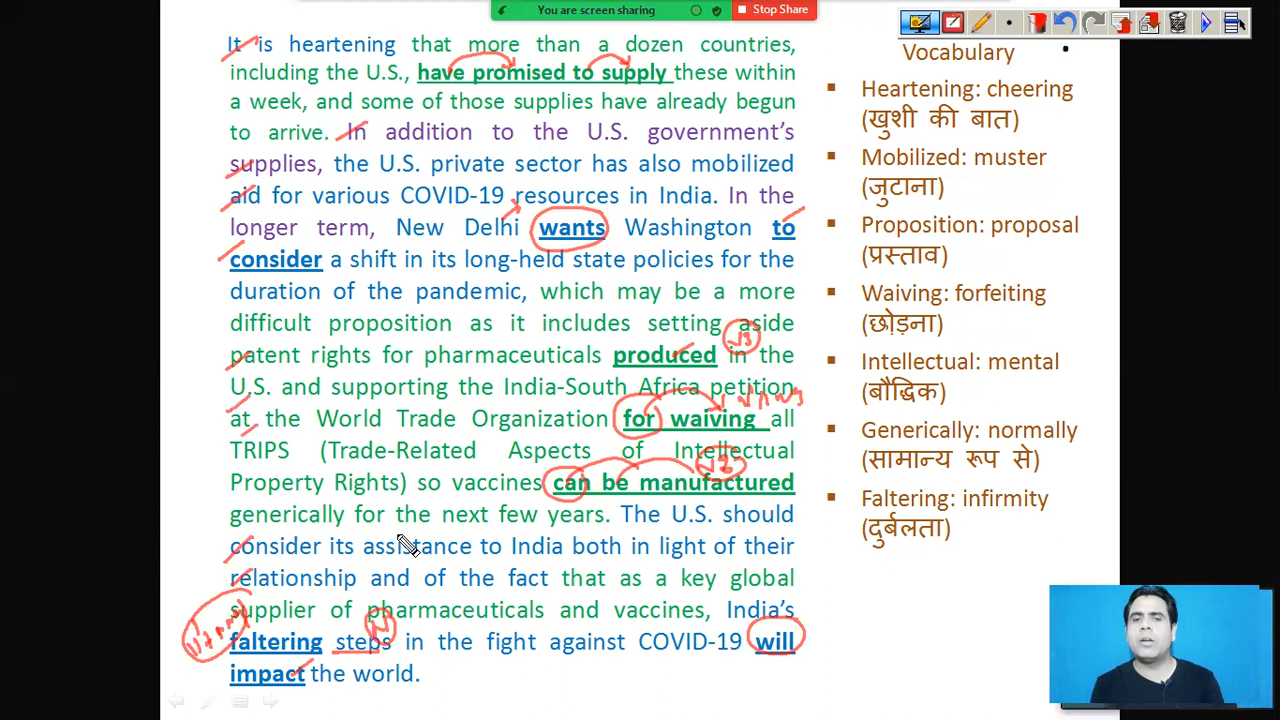 You are screen sharing
Stop Share
It is heartening that more than a dozen countries,
including the U.S., have promised to supply these within
a week, and some of those supplies have already begun
to arrive. In addition to the U.S. government's
supplies, the U.S. private sector has also mobilized
aid for various COVID-19 resources in India. In the
longer term, New Delhi wants Washington to
consider a shift in its long-held state policies for the
duration of the pandemic, which may be a more
difficult proposition as it includes setting aside
patent rights for pharmaceuticals produced in the
U.S. and supporting the India-South Africa petition
at the World Trade Organization for waiving all
TRIPS (Trade-Related Aspects of Intellectual
Property Rights) so vaccines can be manufactured
generically for the next few years. The U.S. should
consider its assistance to India both in light of their
relationship and of the fact that as a key global
supplier of pharmaceuticals and vaccines, India's
faltering steps in the fight against COVID-19 will
impact the world.
V3
V+ing
V3
V+ing
N
Vocabulary
Heartening: cheering
(खुशी की बात)
Mobilized: muster
(जुटाना)
Proposition: proposal
(प्रस्ताव)
Waiving: forfeiting
(छोड़ना)
Intellectual: mental
(बौद्धिक)
Generically: normally
(सामान्य रूप से)
Faltering: infirmity
(दुर्बलता)